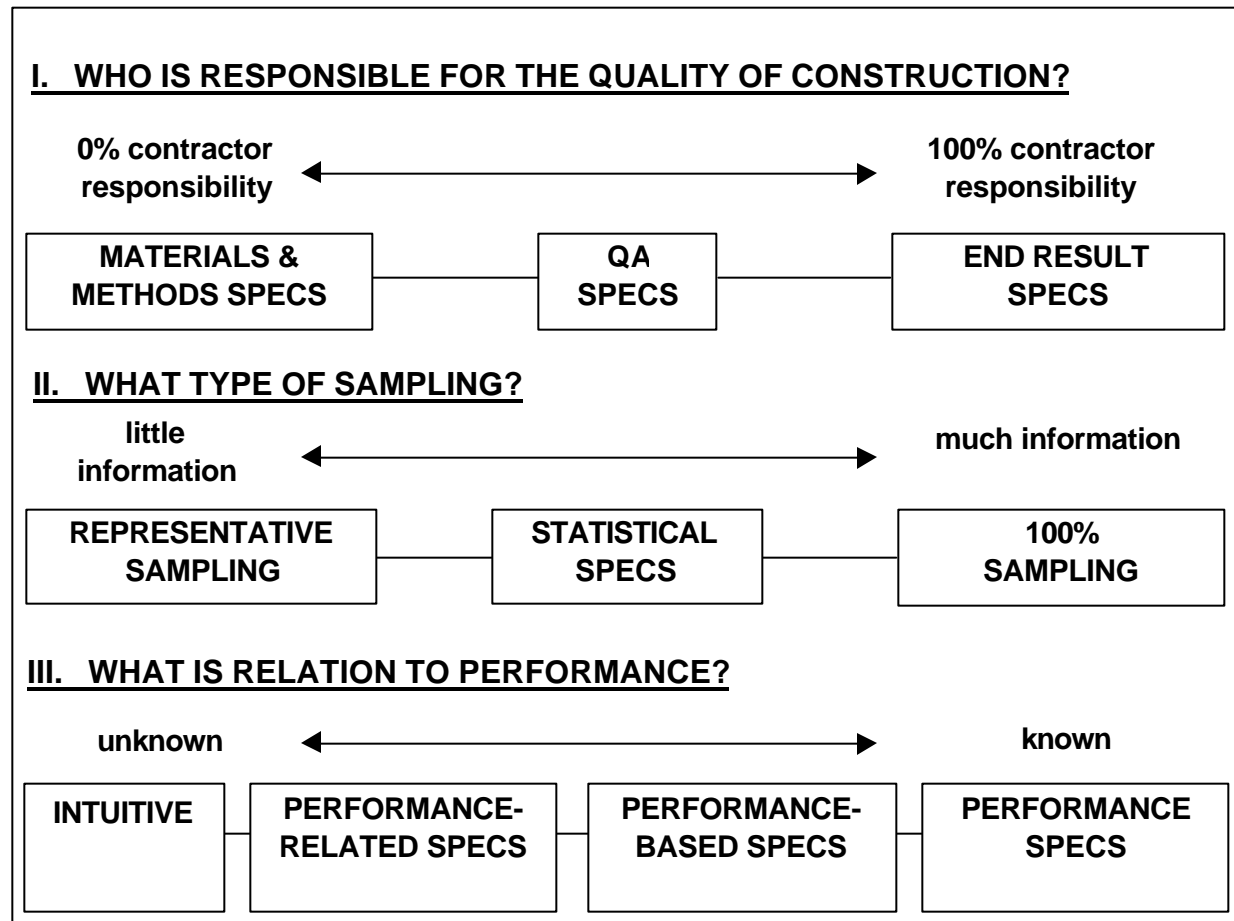 I. WHO IS RESPONSIBLE FOR THE QUALITY OF CONSTRUCTION?
0% contractor
responsibility
100% contractor
responsibility
MATERIALS &
METHODS SPECS
QA
SPECS
END RESULT
SPECS
II. WHAT TYPE OF SAMPLING?
little
information
much information
REPRESENTATIVE
SAMPLING
STATISTICAL
SPECS
100%
SAMPLING
III. WHAT IS RELATION TO PERFORMANCE?
unknown
known
INTUITIVE
PERFORMANCE-
RELATED SPECS
PERFORMANCE-
BASED SPECS
PERFORMANCE
SPECS